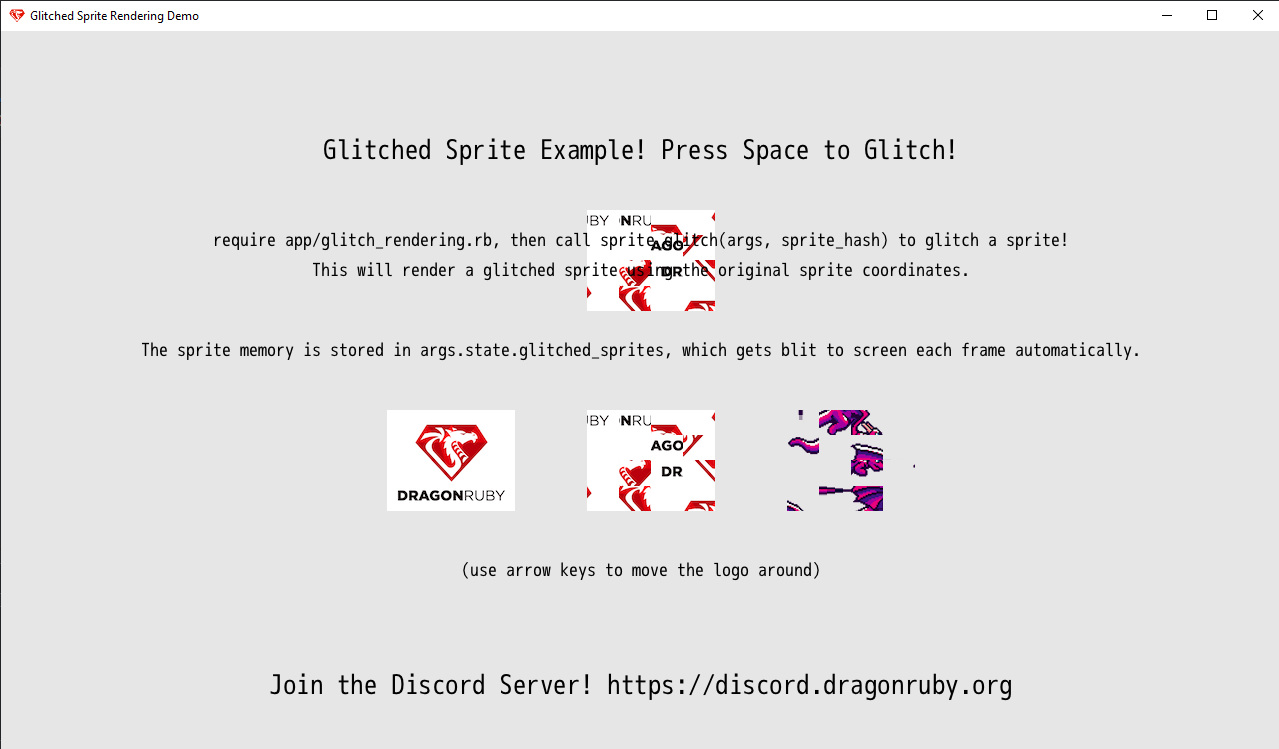 Glitched Sprite Rendering Demo
Glitched Sprite Example! Press Space to Glitch!
UBY NRU
require app/glitch_rendering.rb, then call sprite_glitch(args, sprite_hash) to glitch a sprite!
AGO
This will render a glitched sprite using the original sprite coordinates.
DR
The sprite memory is stored in args.state.glitched_sprites, which gets blit to screen each frame automatically.
DRAGONRUBY
UBY NRU
AGO
DR
(use arrow keys to move the logo around)
Join the Discord Server! https://discord.dragonruby.org